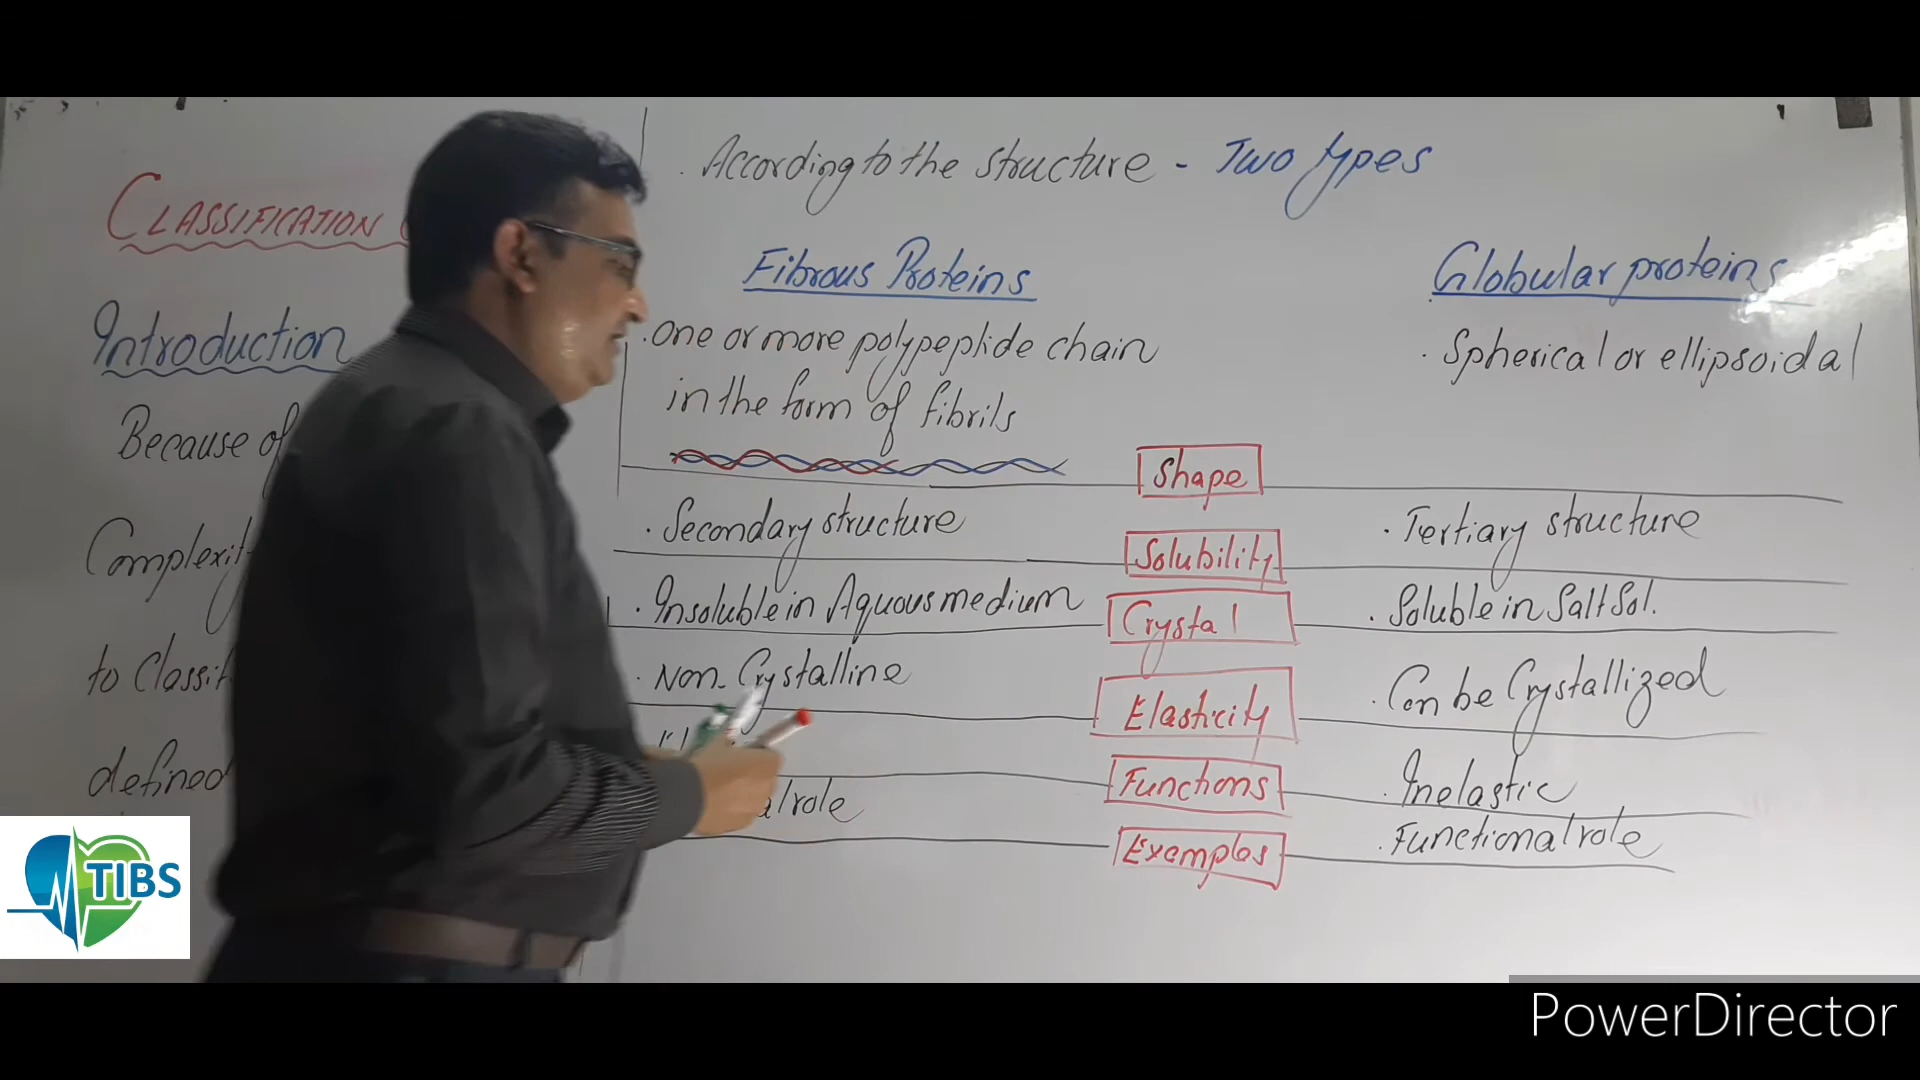 CLASSIFICATION
Introduction
Because of
to
defined
According to the structure - Two types
Fibrous Proteins
Globular proteins
. One or more polypeptide chain
in the form of fibrils
. Spherical or ellipsoidal
Shape
. Secondary structure
. Tertiary structure
Solubility
. Insoluble in Aquous medium
. Soluble in Salt Sol.
Crystal
. Non-Crystalline
. Can be Crystallized
Elasticity
. Inelastic
Functions
role
. Functional role
Examples
TIBS
PowerDirector